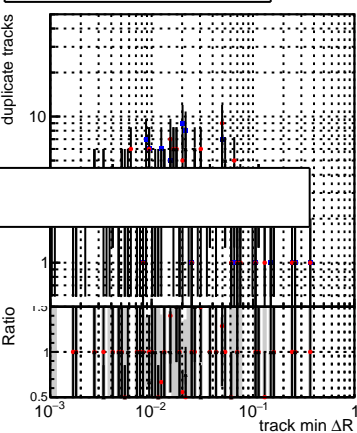 duplicate tracks
10
1
Ratio
1.5
1
0.5
10⁻³ 10⁻² 10⁻¹ 1
track min ΔR